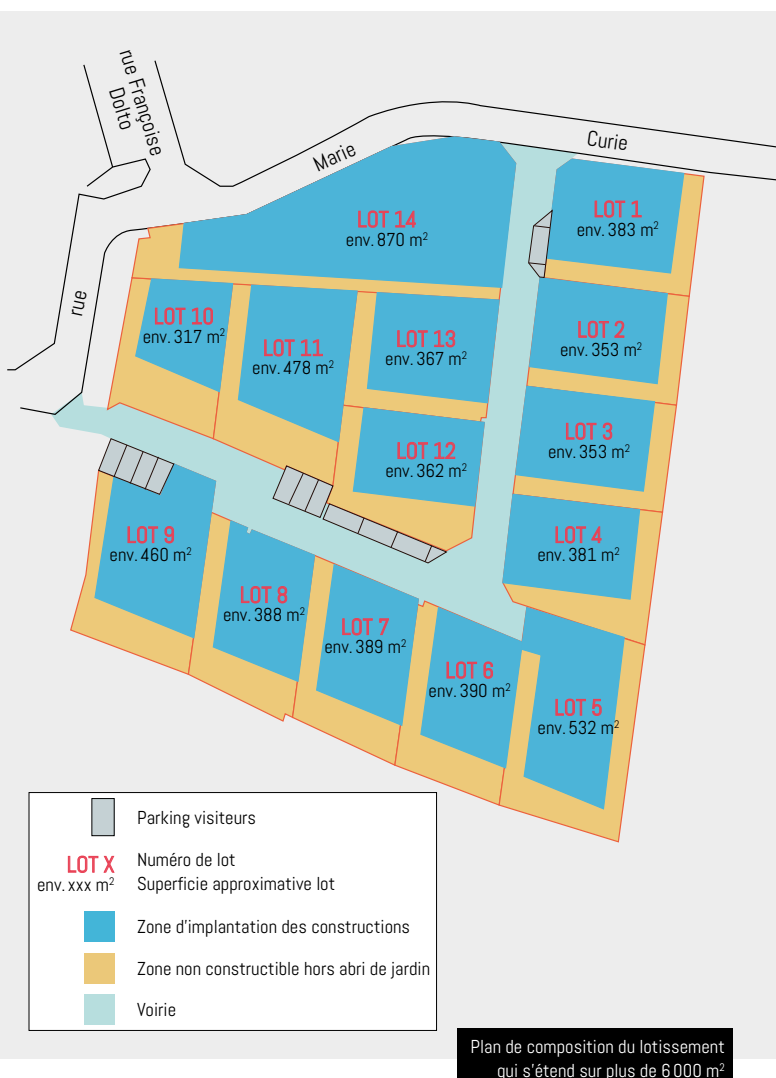 rue Françoise
Dolto
Marie
Curie
rue
LOT 14
env. 870 m²
LOT 1
env. 383 m²
LOT 10
env. 317 m²
LOT 11
env. 478 m²
LOT 13
env. 367 m²
LOT 2
env. 353 m²
LOT 12
env. 362 m²
LOT 3
env. 353 m²
LOT 9
env. 460 m²
LOT 4
env. 381 m²
LOT 8
env. 388 m²
LOT 7
env. 389 m²
LOT 6
env. 390 m²
LOT 5
env. 532 m²
Parking visiteurs
LOT X
env. xxx m²
Numéro de lot
Superficie approximative lot
Zone d'implantation des constructions
Zone non constructible hors abri de jardin
Voirie
Plan de composition du lotissement
qui s'étend sur plus de 6 000 m²